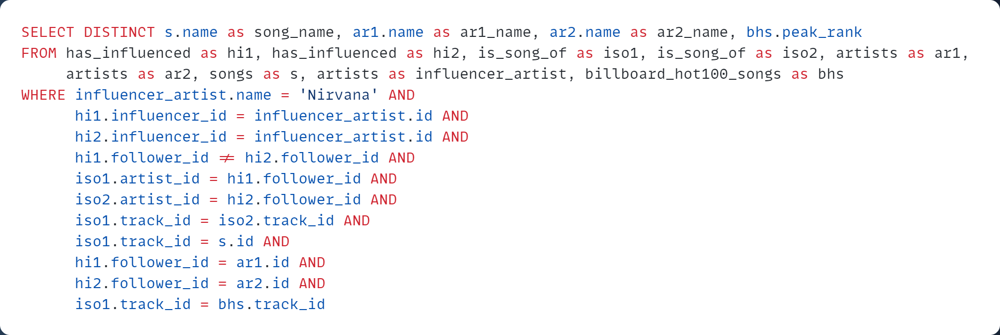 SELECT DISTINCT s.name as song_name, ar1.name as ar1_name, ar2.name as ar2_name, bhs.peak_rank
FROM has_influenced as hi1, has_influenced as hi2, is_song_of as iso1, is_song_of as iso2, artists as ar1,
artists as ar2, songs as s, artists as influencer_artist, billboard_hot100_songs as bhs
WHERE influencer_artist.name = 'Nirvana' AND
hi1.influencer_id = influencer_artist.id AND
hi2.influencer_id = influencer_artist.id AND
hi1.follower_id ≠ hi2.follower_id AND
iso1.artist_id = hi1.follower_id AND
iso2.artist_id = hi2.follower_id AND
iso1.track_id = iso2.track_id AND
iso1.track_id = s.id AND
hi1.follower_id = ar1.id AND
hi2.follower_id = ar2.id AND
iso1.track_id = bhs.track_id